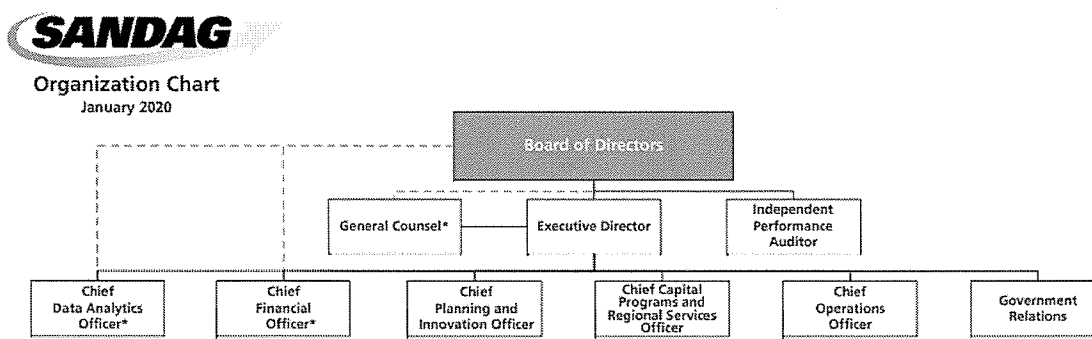 SANDAG
Organization Chart
January 2020
Board of Directors
General Counsel*
Executive Director
Independent
Performance
Auditor
Chief
Data Analytics
Officer*
Chief
Financial
Officer*
Chief
Planning and
Innovation Officer
Chief Capital
Programs and
Regional Services
Officer
Chief
Operations
Officer
Government
Relations